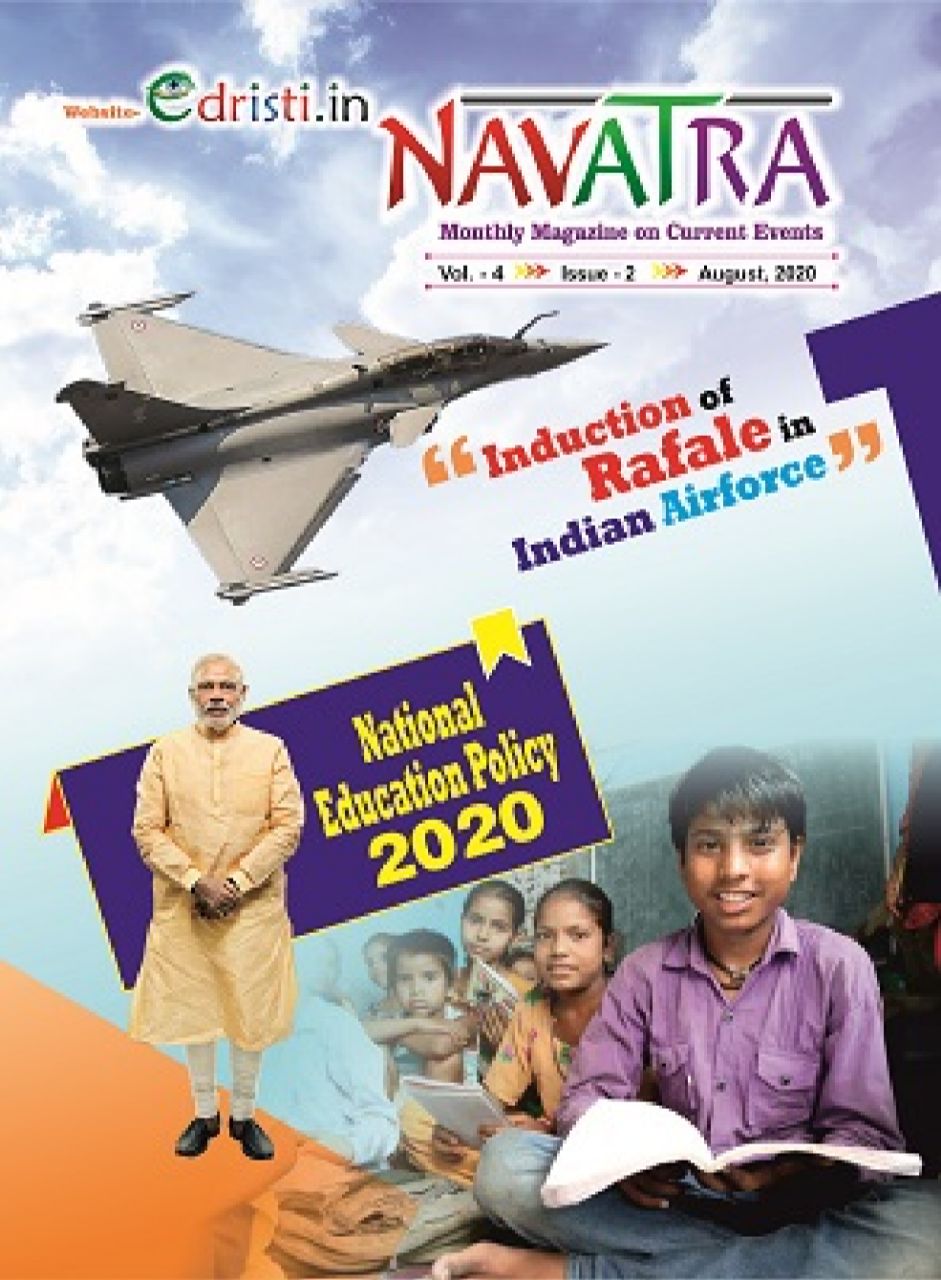 Website- edristi.in
NAVATRA
Monthly Magazine on Current Events
Vol. - 4 Issue - 2 August, 2020
“Induction of
Rafale in
Indian Airforce”
National
Education Policy
2020